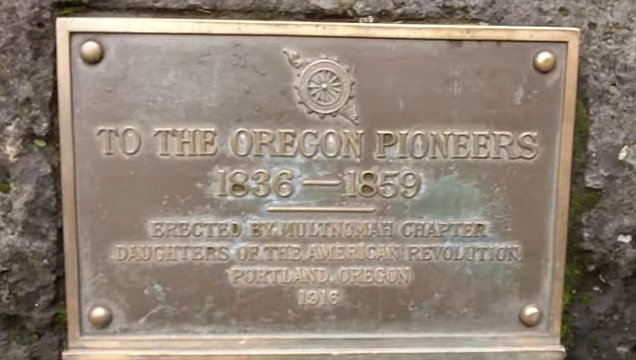 TO THE OREGON PIONEERS
1836—1859
ERECTED BY MULTNOMAH CHAPTER
DAUGHTERS OF THE AMERICAN REVOLUTION
PORTLAND, OREGON
1916